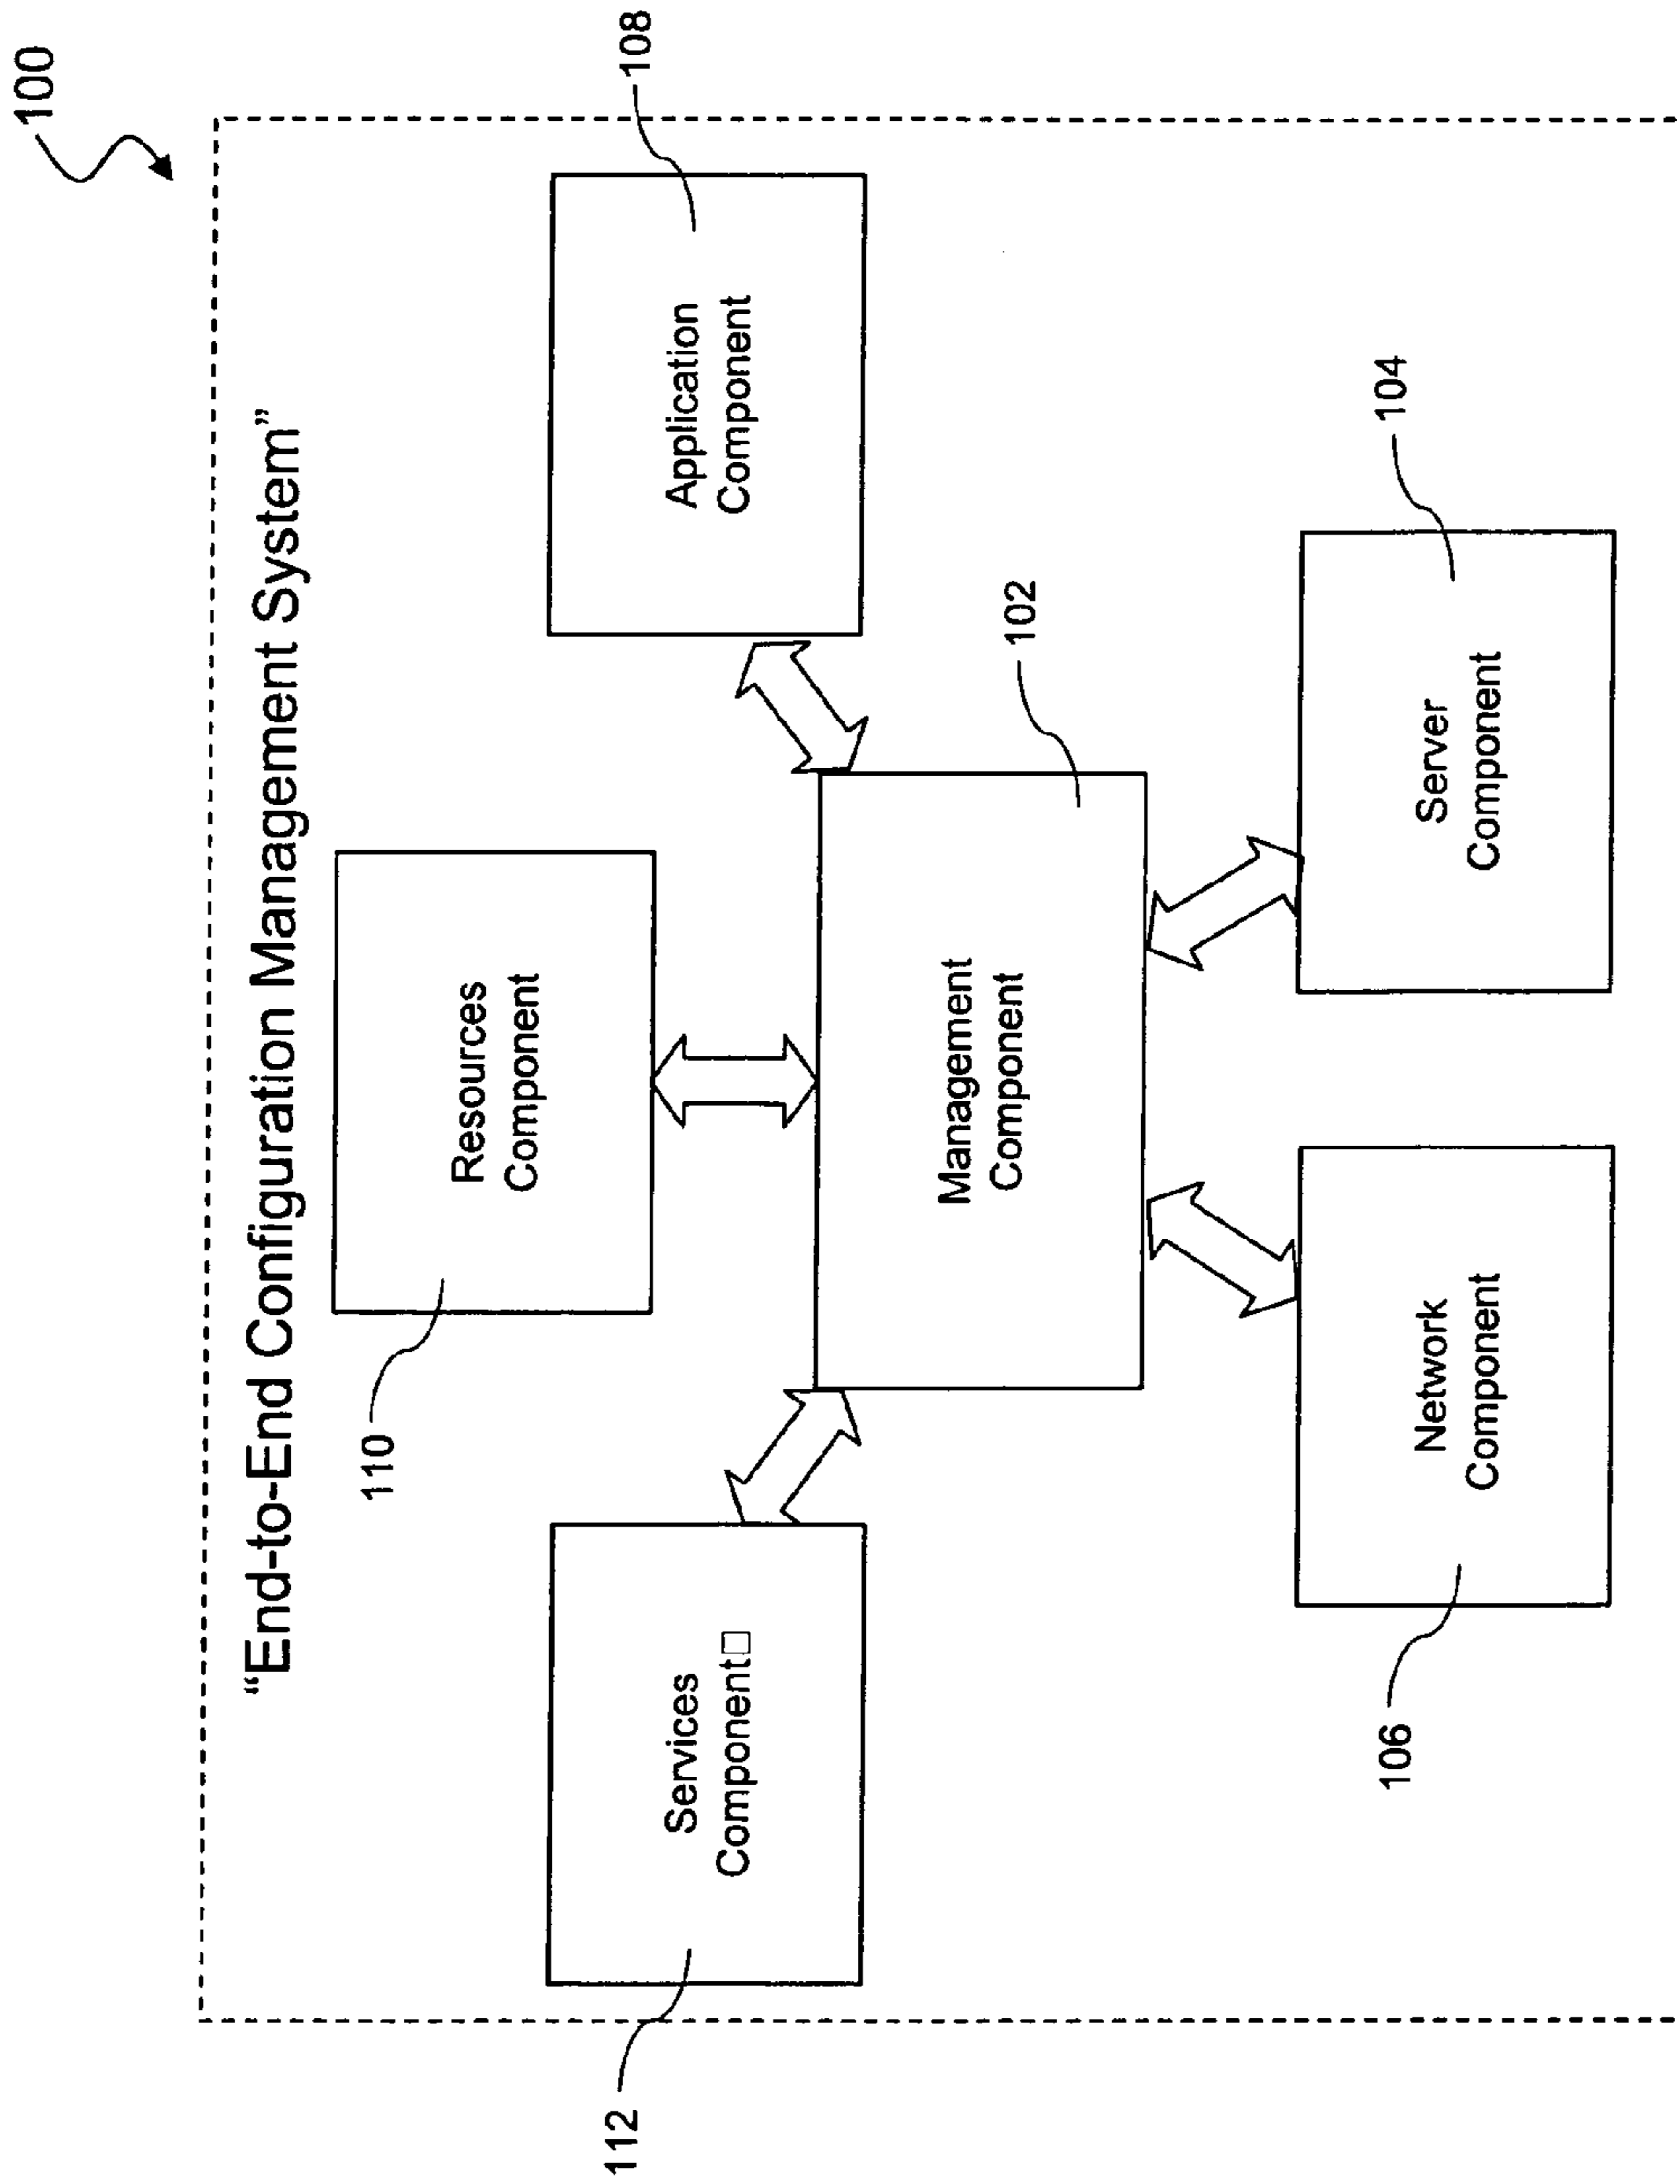 100
“End-to-End Configuration Management System”
110
Resources
Component
112
Services
Component□
Application
Component
108
Management
Component
102
106
Network
Component
Server
Component
104